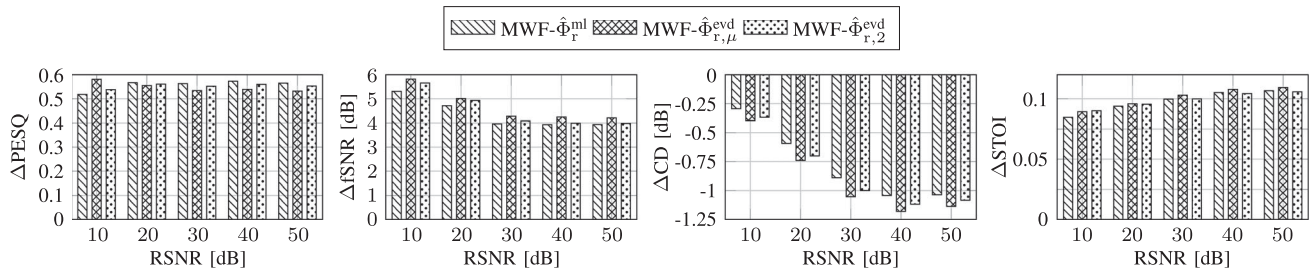 MWF-Φ̂_r^ml MWF-Φ̂_r,μ^evd MWF-Φ̂_r,2^evd
ΔPESQ
0.6
0.5
0.4
0.3
0.2
0.1
0
10 20 30 40 50
RSNR [dB]
ΔfSNR [dB]
6
5
4
3
2
1
0
10 20 30 40 50
RSNR [dB]
ΔCD [dB]
0
-0.25
-0.5
-0.75
-1
-1.25
10 20 30 40 50
RSNR [dB]
ΔSTOI
0.1
0.05
0
10 20 30 40 50
RSNR [dB]